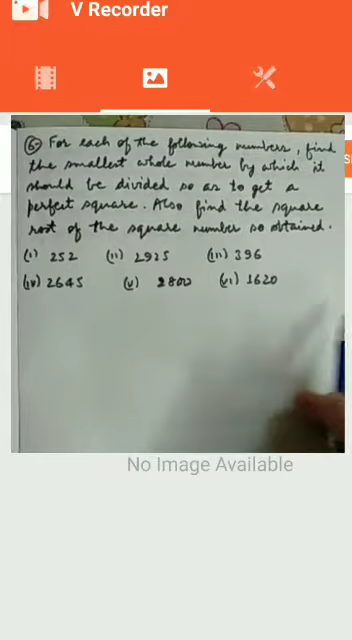 V Recorder
(6) For each of the following numbers, find
the smallest whole number by which it
should be divided so as to get a
perfect square. Also find the square
root of the square number so obtained.
(i) 252 (ii) 2925 (iii) 396
(iv) 2645 (v) 2800 (vi) 1620
No Image Available